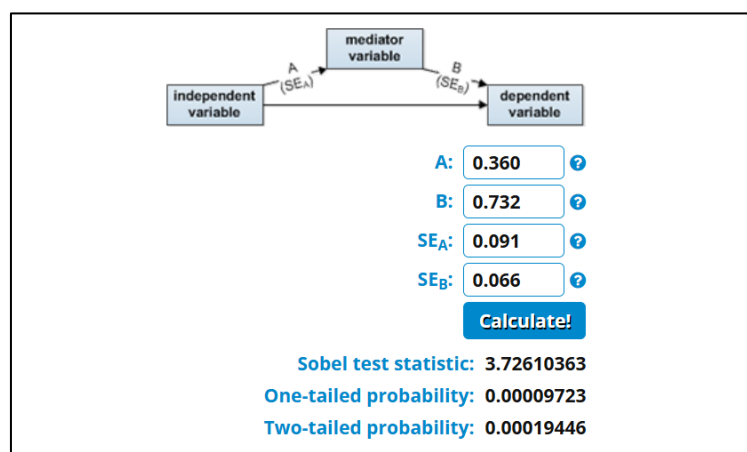 mediator
variable
A
(SEA)
B
(SEB)
independent
variable
dependent
variable
A: 0.360 ?
B: 0.732 ?
SEA: 0.091 ?
SEB: 0.066 ?
Calculate!
Sobel test statistic: 3.72610363
One-tailed probability: 0.00009723
Two-tailed probability: 0.00019446